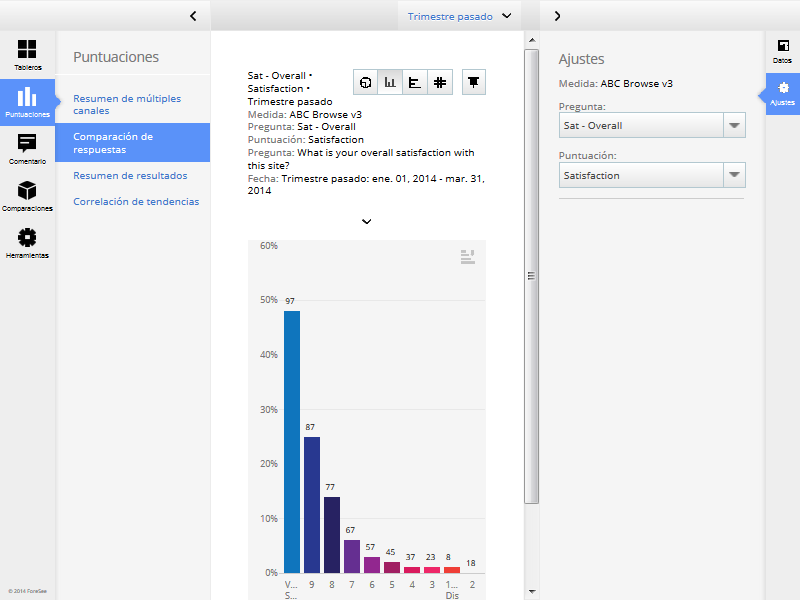 Trimestre pasado
Tableros
Puntuaciones
Comentario
Comparaciones
Herramientas
© 2014 ForeSee
Puntuaciones
Resumen de múltiples
canales
Comparación de
respuestas
Resumen de resultados
Correlación de tendencias
Sat - Overall •
Satisfaction •
Trimestre pasado
Medida: ABC Browse v3
Pregunta: Sat - Overall
Puntuación: Satisfaction
Pregunta: What is your overall satisfaction with
this site?
Fecha: Trimestre pasado: ene. 01, 2014 - mar. 31,
2014
60%
50%
40%
30%
20%
10%
0%
97
87
77
67
57
45
37
23
8
18
V... 9 8 7 6 5 4 3 1... 2
S... Dis
Ajustes
Medida: ABC Browse v3
Pregunta:
Sat - Overall
Puntuación:
Satisfaction
Datos
Ajustes